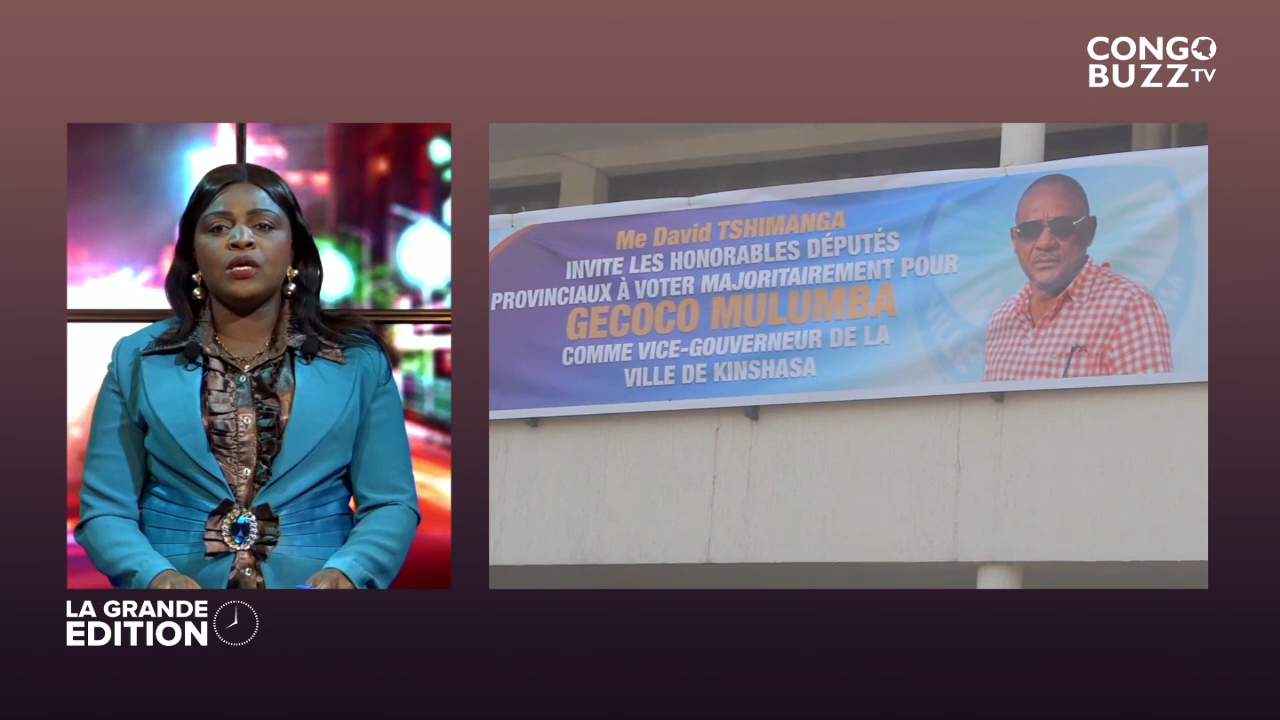 CONGO
BUZZ TV
Me David TSHIMANGA
INVITE LES HONORABLES DÉPUTÉS
PROVINCIAUX À VOTER MAJORITAIREMENT POUR
GECOCO MULUMBA
COMME VICE-GOUVERNEUR DE LA
VILLE DE KINSHASA
LA GRANDE
EDITION